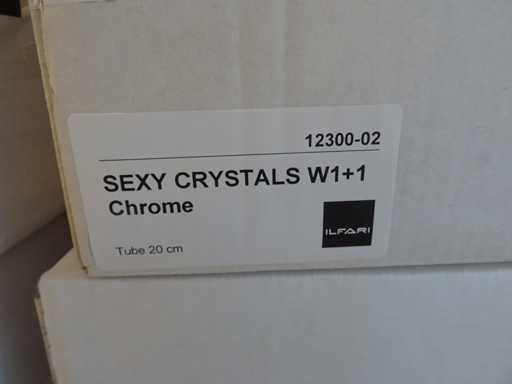 12300-02
SEXY CRYSTALS W1+1
Chrome
ILFARI
Tube 20 cm